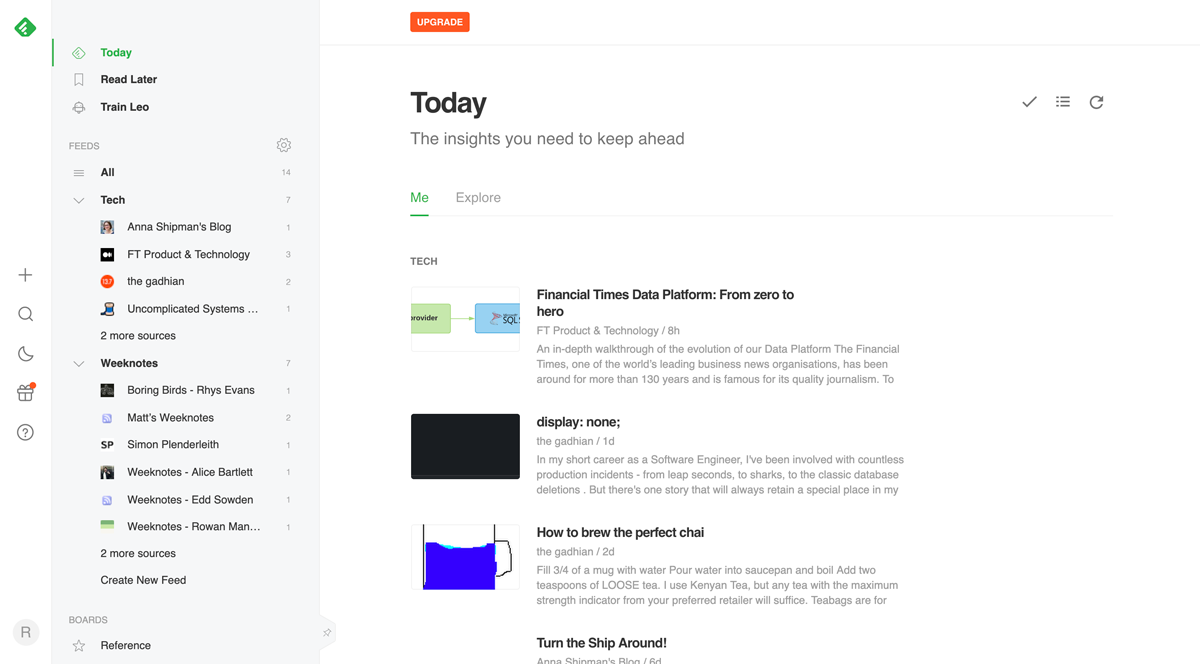 UPGRADE
Today
Read Later
Train Leo
FEEDS
All 14
Tech 7
Anna Shipman's Blog 1
FT Product & Technology 3
13.7 the gadhian 2
Uncomplicated Systems ... 1
2 more sources
Weeknotes 7
Boring Birds - Rhys Evans 1
Matt's Weeknotes 2
SP Simon Plenderleith 1
Weeknotes - Alice Bartlett 1
Weeknotes - Edd Sowden 1
Weeknotes - Rowan Man... 1
2 more sources
Create New Feed
BOARDS
Reference
R
Today
The insights you need to keep ahead
Me Explore
TECH
provider
SQL
Financial Times Data Platform: From zero to
hero
FT Product & Technology / 8h
An in-depth walkthrough of the evolution of our Data Platform The Financial
Times, one of the world's leading business news organisations, has been
around for more than 130 years and is famous for its quality journalism. To
display: none;
the gadhian / 1d
In my short career as a Software Engineer, I've been involved with countless
production incidents - from leap seconds, to sharks, to the classic database
deletions . But there's one story that will always retain a special place in my
How to brew the perfect chai
the gadhian / 2d
Fill 3/4 of a mug with water Pour water into saucepan and boil Add two
teaspoons of LOOSE tea. I use Kenyan Tea, but any tea with the maximum
strength indicator from your preferred retailer will suffice. Teabags are for
Turn the Ship Around!
Anna Shipman's Blog / 6d